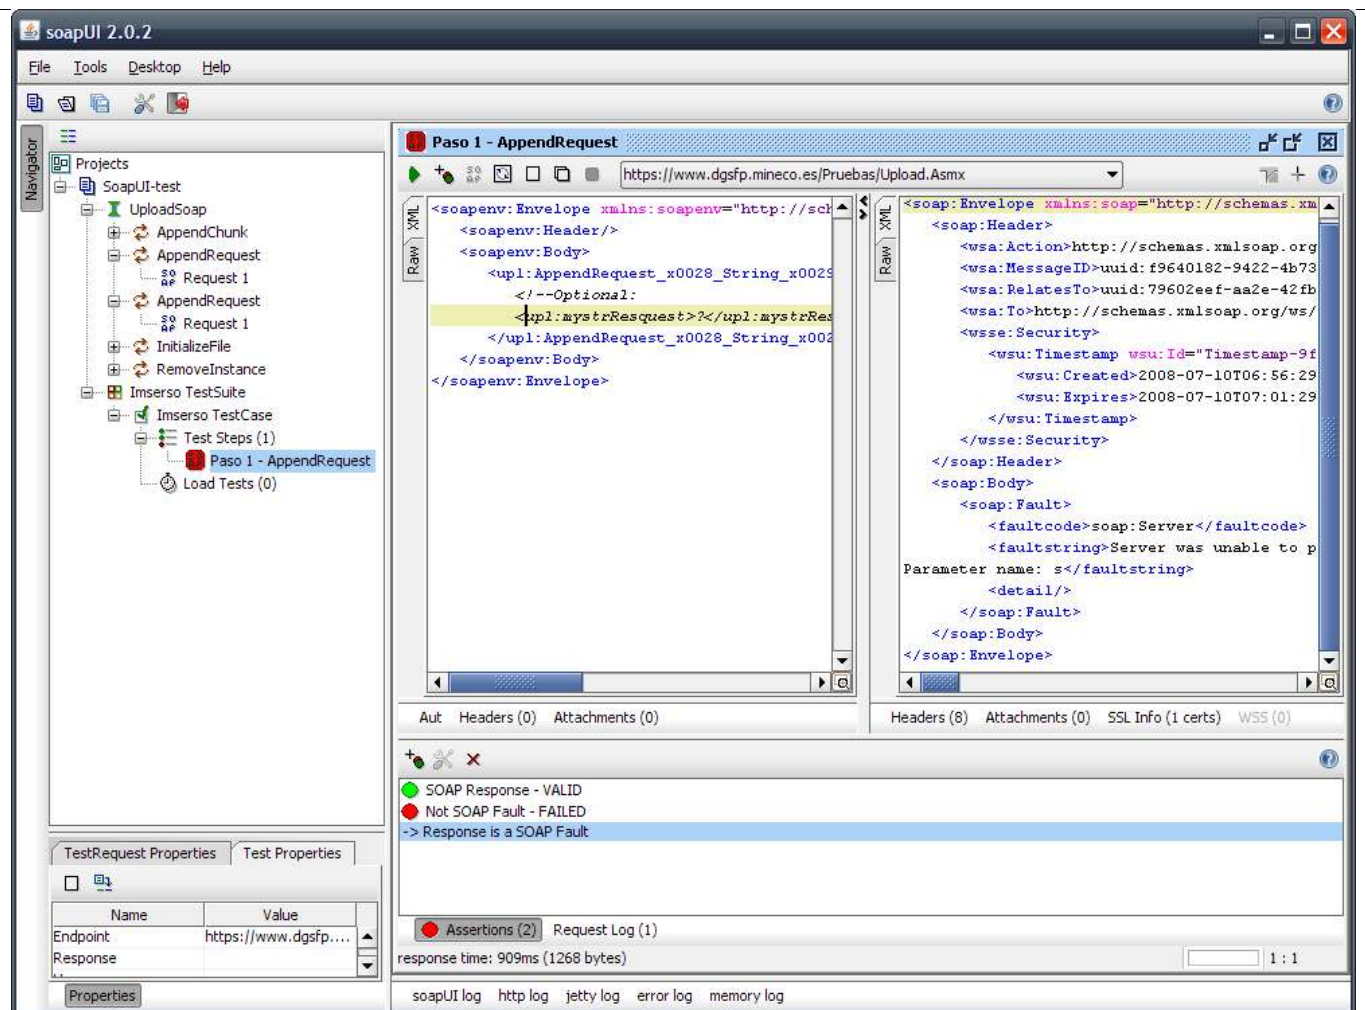 soapUI 2.0.2
File Tools Desktop Help
Navigator
Projects
SoapUI-test
UploadSoap
AppendChunk
AppendRequest
Request 1
AppendRequest
Request 1
InitializeFile
RemoveInstance
Imserso TestSuite
Imserso TestCase
Test Steps (1)
Paso 1 - AppendRequest
Load Tests (0)
TestRequest Properties Test Properties
Name Value
Endpoint https://www.dgsfp....
Response
Properties
Paso 1 - AppendRequest
https://www.dgsfp.mineco.es/Pruebas/Upload.Asmx
XML
Raw
<soapenv:Envelope xmlns:soapenv="http://sch
<soapenv:Header/>
<soapenv:Body>
<upl:AppendRequest_x0028_String_x0029
<!--Optional:
<upl:mystrResquest>?</upl:mystrRes
</upl:AppendRequest_x0028_String_x002
</soapenv:Body>
</soapenv:Envelope>
Aut Headers (0) Attachments (0)
XML
Raw
<soap:Envelope xmlns:soap="http://schemas.xm
<soap:Header>
<wsa:Action>http://schemas.xmlsoap.org
<wsa:MessageID>uuid:f9640182-9422-4b73
<wsa:RelatesTo>uuid:79602eef-aa2e-42fb
<wsa:To>http://schemas.xmlsoap.org/ws/
<wsse:Security>
<wsu:Timestamp wsu:Id="Timestamp-9f
<wsu:Created>2008-07-10T06:56:29
<wsu:Expires>2008-07-10T07:01:29
</wsu:Timestamp>
</wsse:Security>
</soap:Header>
<soap:Body>
<soap:Fault>
<faultcode>soap:Server</faultcode>
<faultstring>Server was unable to p
Parameter name: s</faultstring>
<detail/>
</soap:Fault>
</soap:Body>
</soap:Envelope>
Headers (8) Attachments (0) SSL Info (1 certs) WSS (0)
SOAP Response - VALID
Not SOAP Fault - FAILED
-> Response is a SOAP Fault
Assertions (2) Request Log (1)
response time: 909ms (1268 bytes) 1 : 1
soapUI log http log jetty log error log memory log